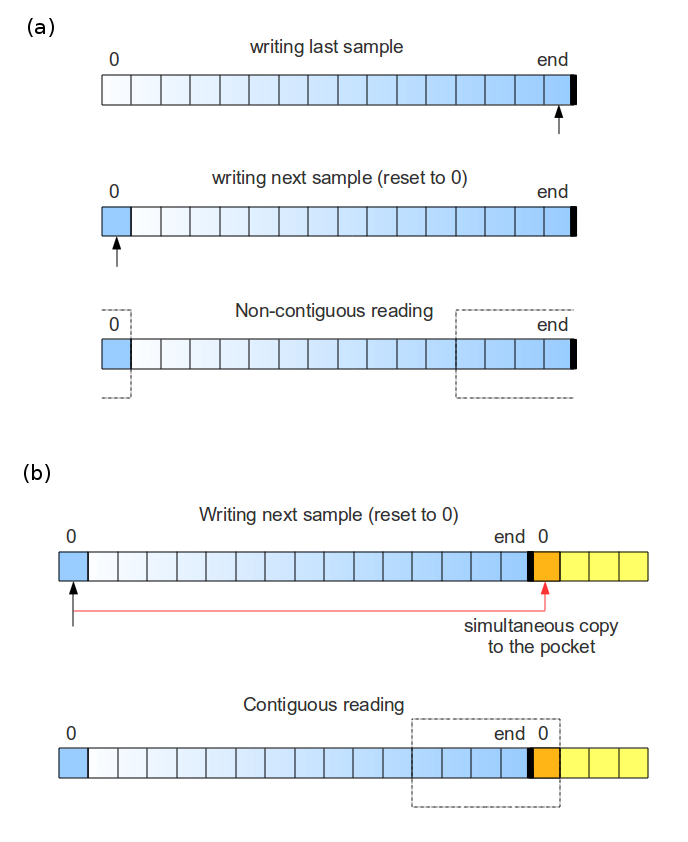 (a)
writing last sample
0 end
writing next sample (reset to 0)
0 end
Non-contiguous reading
0 end
(b)
Writing next sample (reset to 0)
0 end 0
simultaneous copy
to the pocket
Contiguous reading
0 end 0